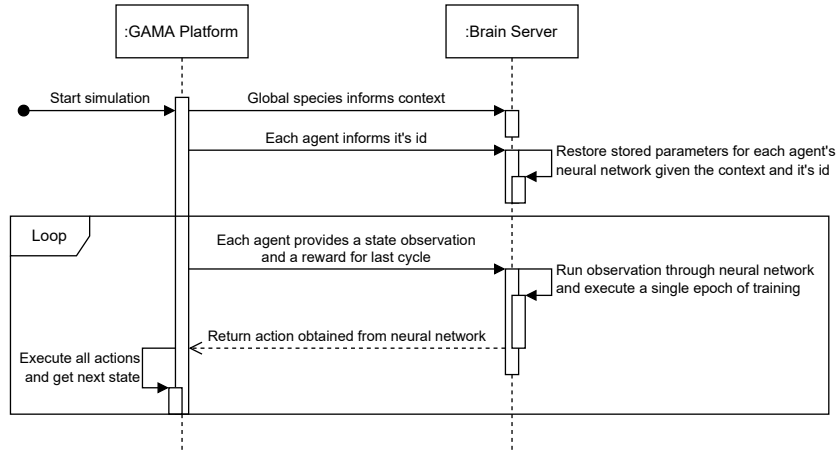 :GAMA Platform
:Brain Server
Start simulation
Global species informs context
Each agent informs it's id
Restore stored parameters for each agent's
neural network given the context and it's id
Loop
Each agent provides a state observation
and a reward for last cycle
Run observation through neural network
and execute a single epoch of training
Return action obtained from neural network
Execute all actions
and get next state